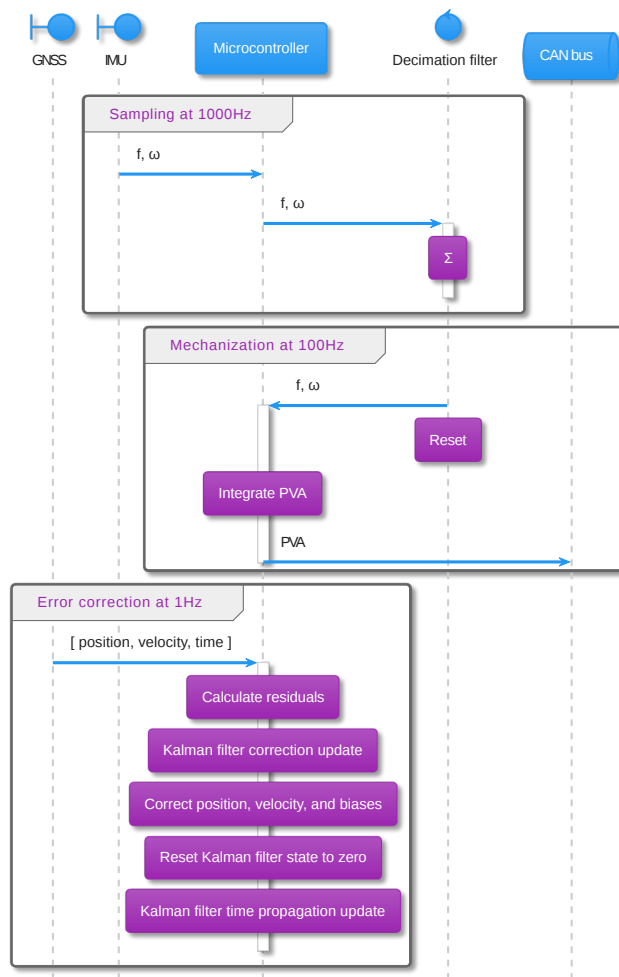 GNSS
IMU
Microcontroller
Decimation filter
CAN bus
Sampling at 1000Hz
f, ω
f, ω
Σ
Mechanization at 100Hz
f, ω
Reset
Integrate PVA
PVA
Error correction at 1Hz
[ position, velocity, time ]
Calculate residuals
Kalman filter correction update
Correct position, velocity, and biases
Reset Kalman filter state to zero
Kalman filter time propagation update